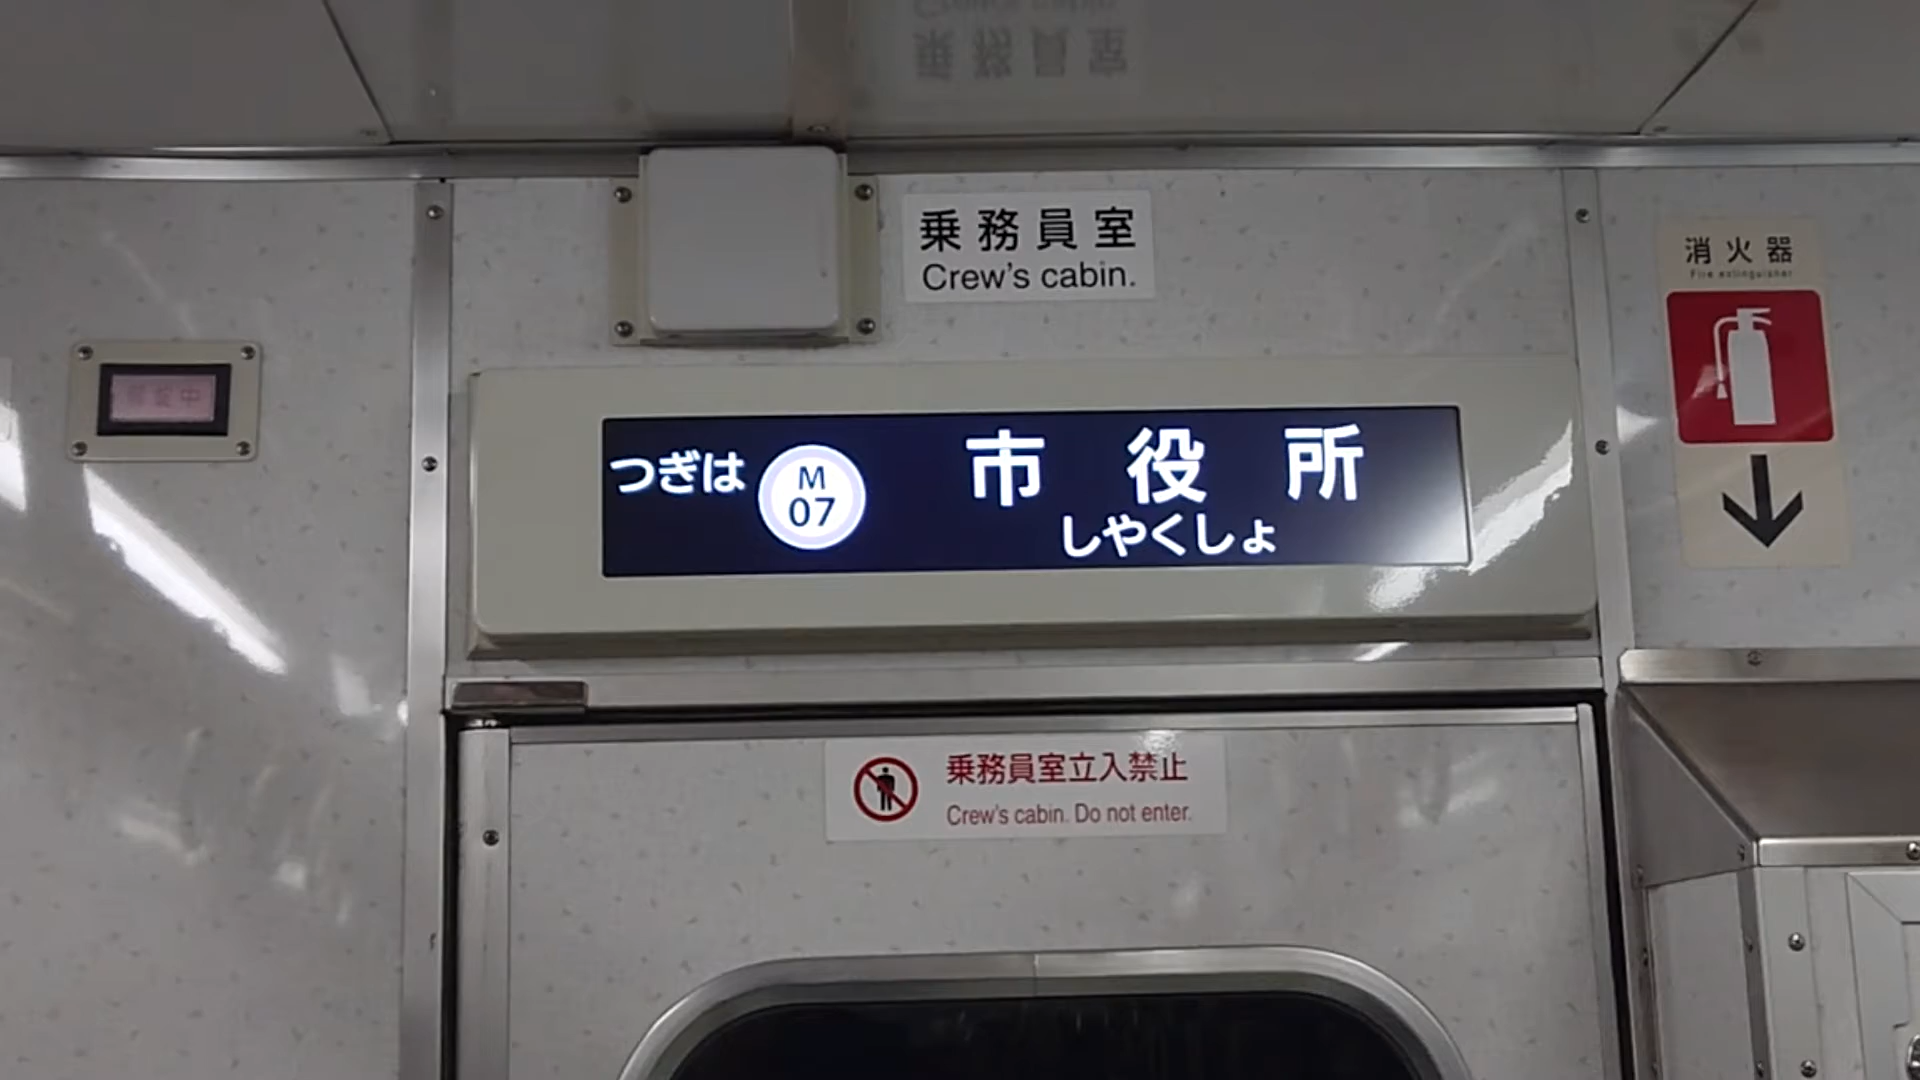 乗務員室
Crew's cabin.
消火器
Fire extinguisher
つぎは
M
07
市役所
しやくしょ
乗務員室立入禁止
Crew's cabin. Do not enter.